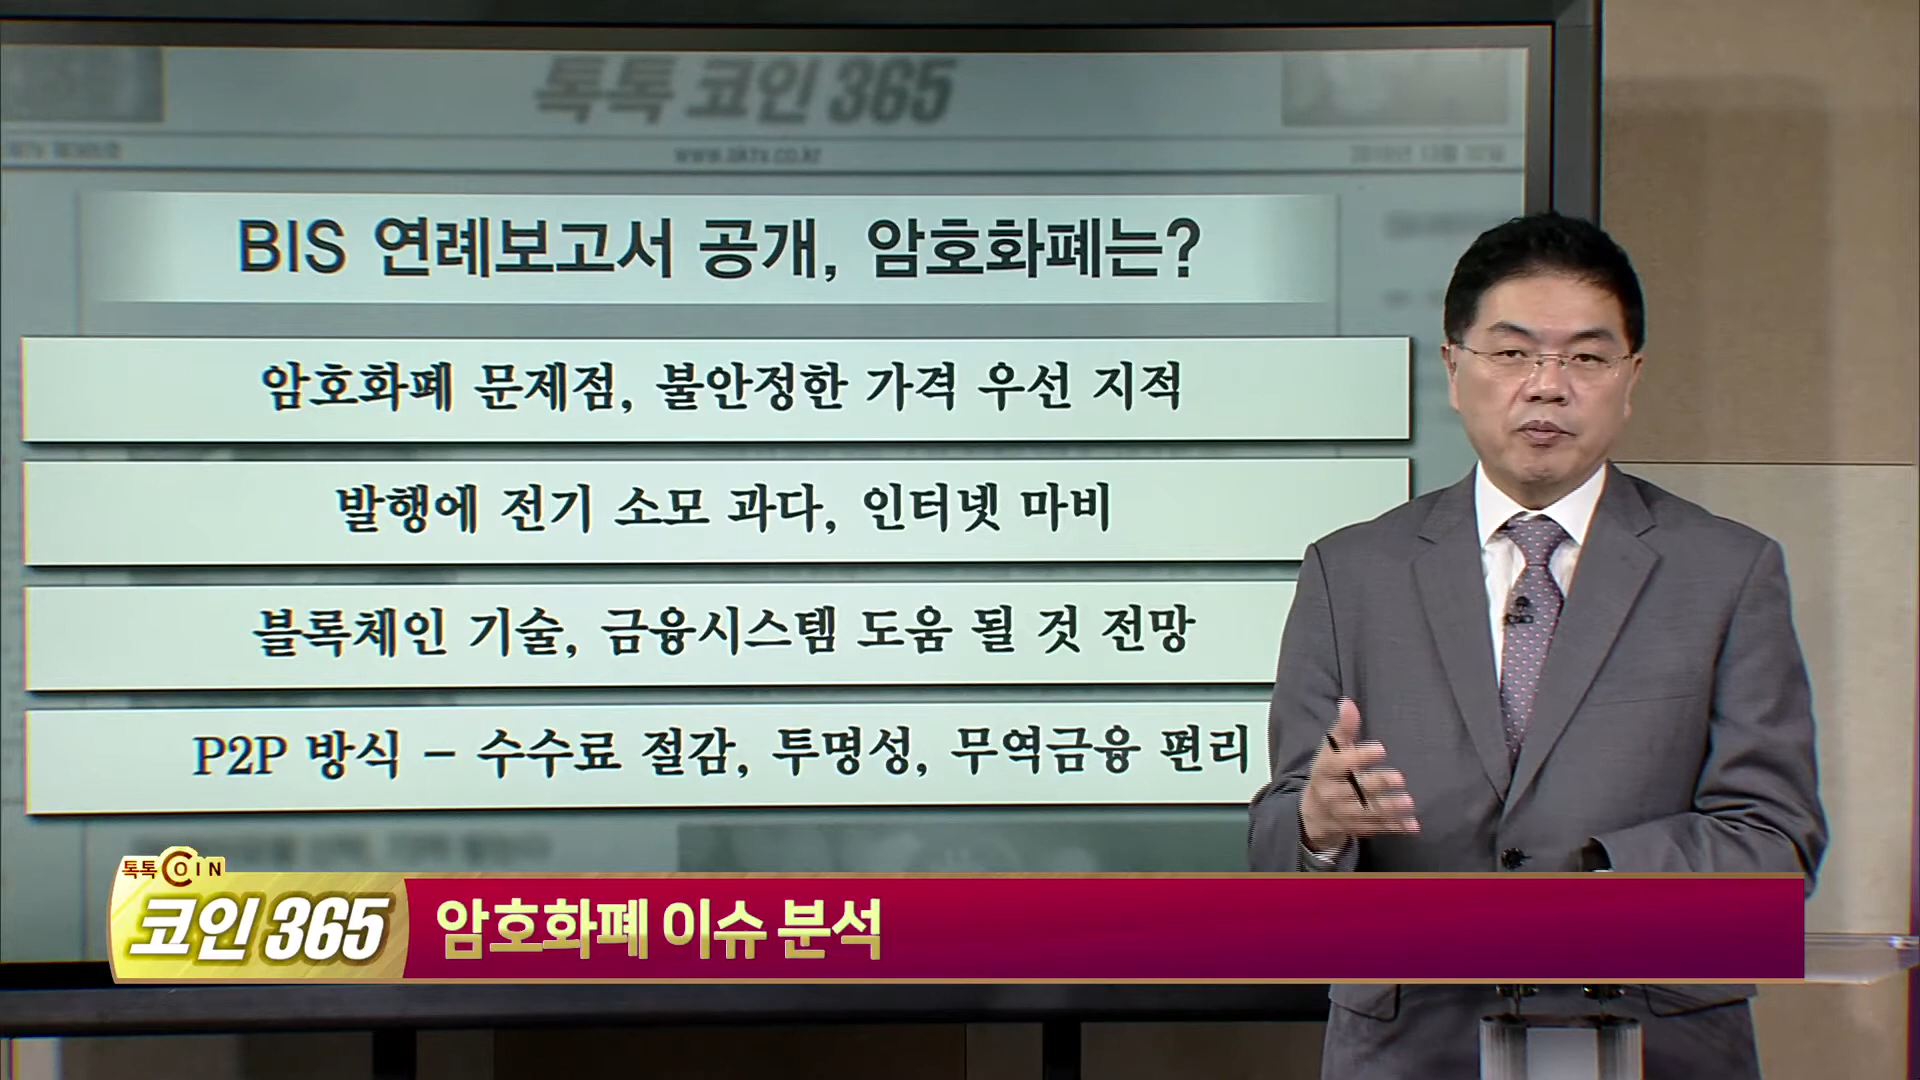 톡톡 코인 365
www.sktv.co.kr
BIS 연례보고서 공개, 암호화폐는?
암호화폐 문제점, 불안정한 가격 우선 지적
발행에 전기 소모 과다, 인터넷 마비
블록체인 기술, 금융시스템 도움 될 것 전망
P2P 방식 – 수수료 절감, 투명성, 무역금융 편리
톡톡 COIN
코인 365
암호화폐 이슈 분석